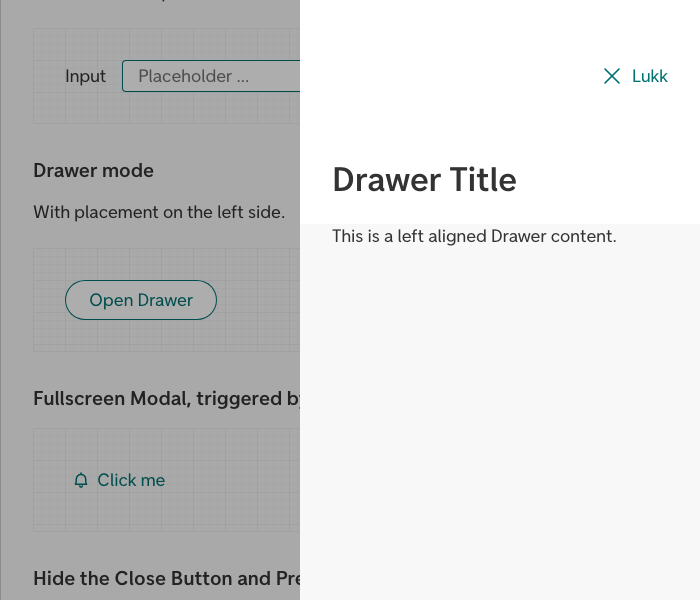 Input
Placeholder ...
Drawer mode
With placement on the left side.
Open Drawer
Fullscreen Modal, triggered by
Click me
Hide the Close Button and Pre
Lukk
Drawer Title
This is a left aligned Drawer content.